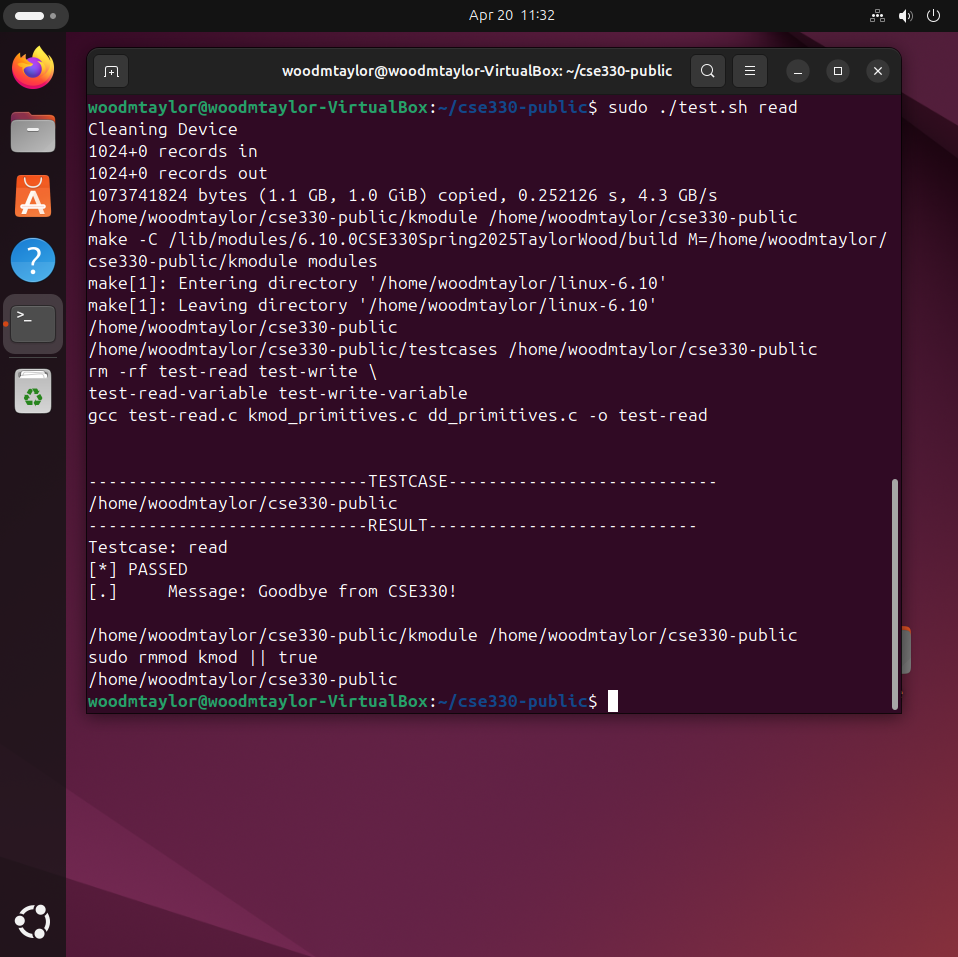 Apr 20 11:32
woodmtaylor@woodmtaylor-VirtualBox: ~/cse330-public
woodmtaylor@woodmtaylor-VirtualBox:~/cse330-public$ sudo ./test.sh read
Cleaning Device
1024+0 records in
1024+0 records out
1073741824 bytes (1.1 GB, 1.0 GiB) copied, 0.252126 s, 4.3 GB/s
/home/woodmtaylor/cse330-public/kmodule /home/woodmtaylor/cse330-public
make -C /lib/modules/6.10.0CSE330Spring2025TaylorWood/build M=/home/woodmtaylor/
cse330-public/kmodule modules
make[1]: Entering directory '/home/woodmtaylor/linux-6.10'
make[1]: Leaving directory '/home/woodmtaylor/linux-6.10'
/home/woodmtaylor/cse330-public
/home/woodmtaylor/cse330-public/testcases /home/woodmtaylor/cse330-public
rm -rf test-read test-write \
test-read-variable test-write-variable
gcc test-read.c kmod_primitives.c dd_primitives.c -o test-read
----------------------------TESTCASE---------------------------
/home/woodmtaylor/cse330-public
----------------------------RESULT---------------------------
Testcase: read
[*] PASSED
[.]     Message: Goodbye from CSE330!
/home/woodmtaylor/cse330-public/kmodule /home/woodmtaylor/cse330-public
sudo rmmod kmod || true
/home/woodmtaylor/cse330-public
woodmtaylor@woodmtaylor-VirtualBox:~/cse330-public$